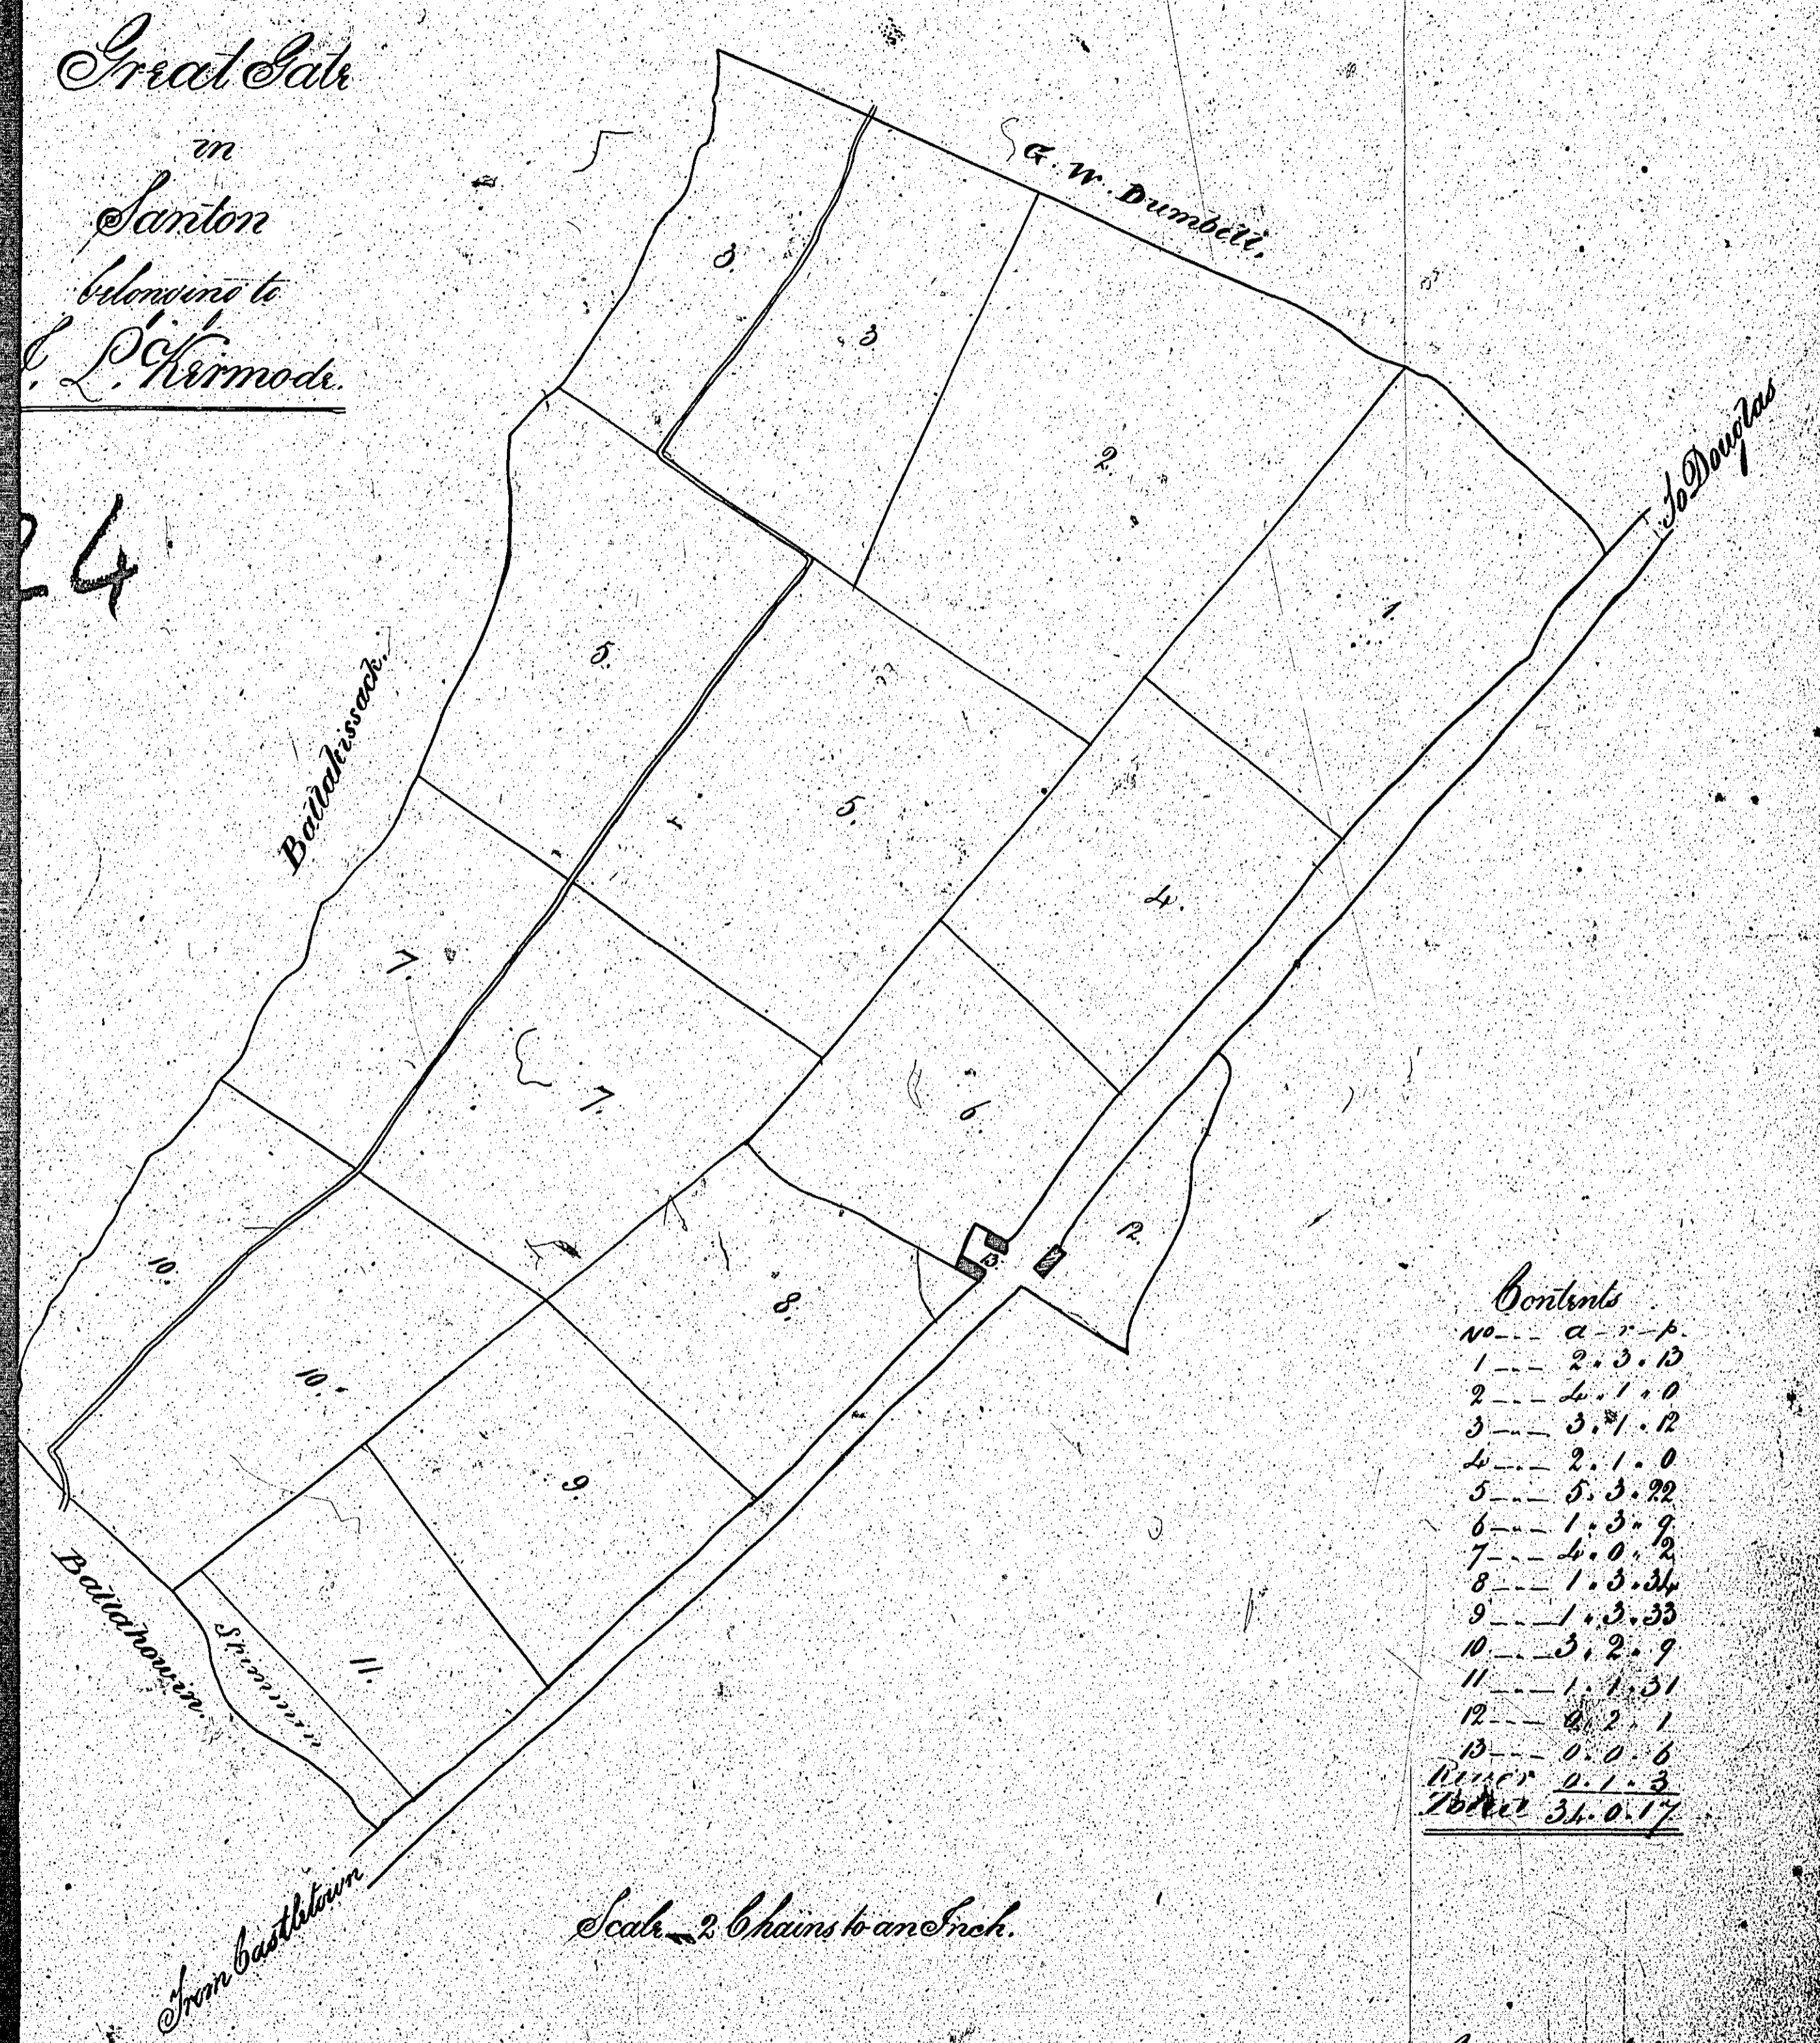 Great Gate
in
Santon
belonging to
J. L. Kermode.
24
G. W. Dumbell.
To Douglas
Ballakissack.
3.
3
2.
1.
5.
5.
4.
7.
7.
6.
10.
10.
8.
13.
12.
9.
11.
Shimmin
Ballahowin.
From Castletown
Scale - 2 Chains to an Inch.
Contents
No --- a - r - p.
1 --- 2 . 3 . 13
2 --- 4 . 1 . 0
3 --- 3 . 1 . 12
4 --- 2 . 1 . 0
5 --- 5 . 3 . 22
6 --- 1 . 3 . 9
7 --- 4 . 0 . 2
8 --- 1 . 3 . 34
9 --- 1 . 3 . 33
10 --- 3 . 2 . 9
11 --- 1 . 1 . 31
12 --- 0 . 2 . 1
13 --- 0 . 0 . 6
River 0 . 1 . 3
Total 34 . 0 . 17